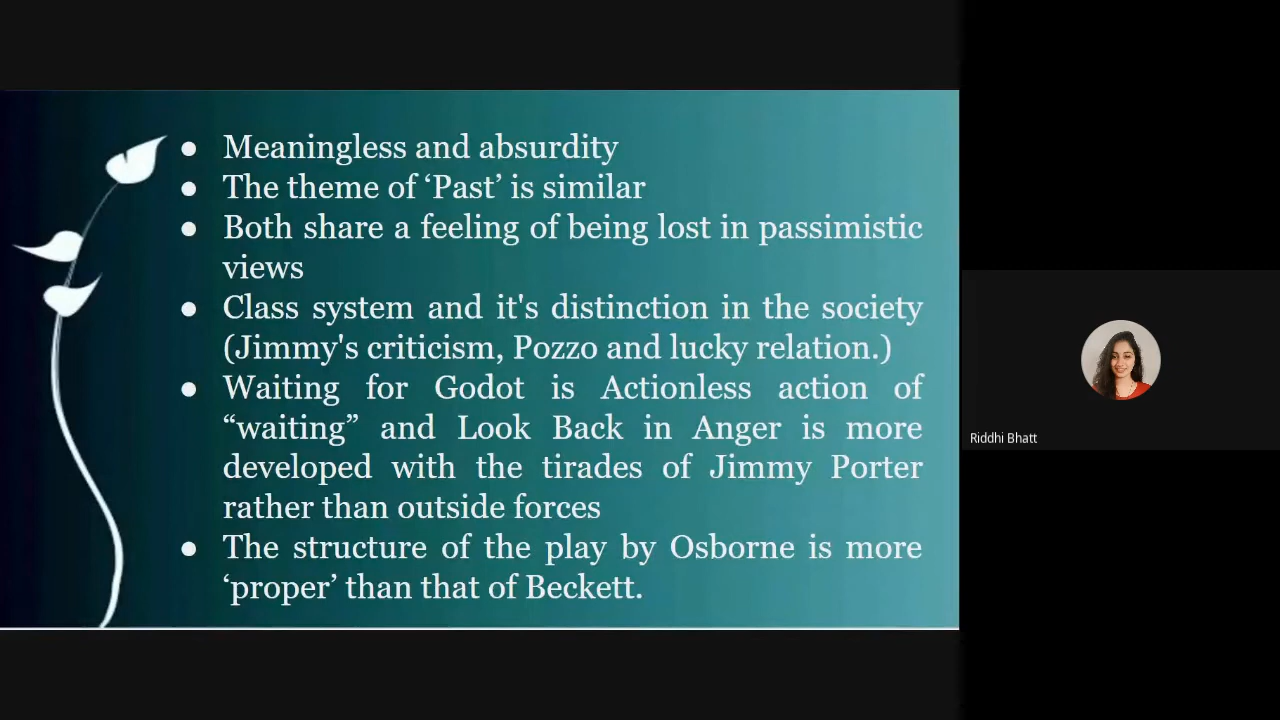 ● Meaningless and absurdity
● The theme of ‘Past’ is similar
● Both share a feeling of being lost in passimistic
views
● Class system and it's distinction in the society
(Jimmy's criticism, Pozzo and lucky relation.)
● Waiting for Godot is Actionless action of
“waiting” and Look Back in Anger is more
developed with the tirades of Jimmy Porter
rather than outside forces
● The structure of the play by Osborne is more
‘proper’ than that of Beckett.
Riddhi Bhatt